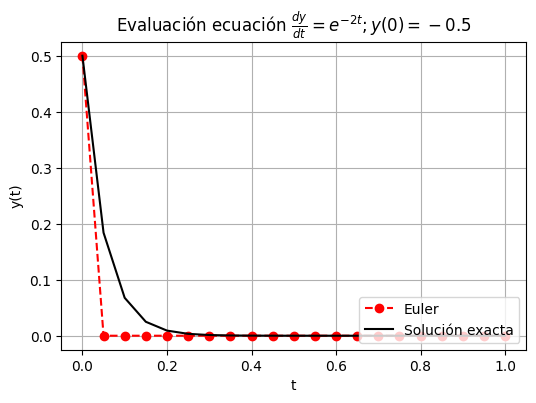 Evaluación ecuación $\frac{dy}{dt} = e^{-2t}; y(0) = -0.5$
0.5
0.4
0.3
0.2
0.1
0.0
y(t)
0.0 0.2 0.4 0.6 0.8 1.0
t
Euler
Solución exacta